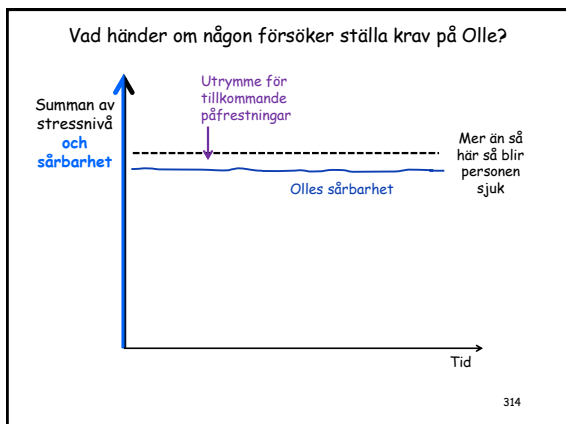 Vad händer om någon försöker ställa krav på Olle?
Summan av
stressnivå
och
sårbarhet
Utrymme för
tillkommande
påfrestningar
Mer än så
här så blir
personen
sjuk
Olles sårbarhet
Tid
314